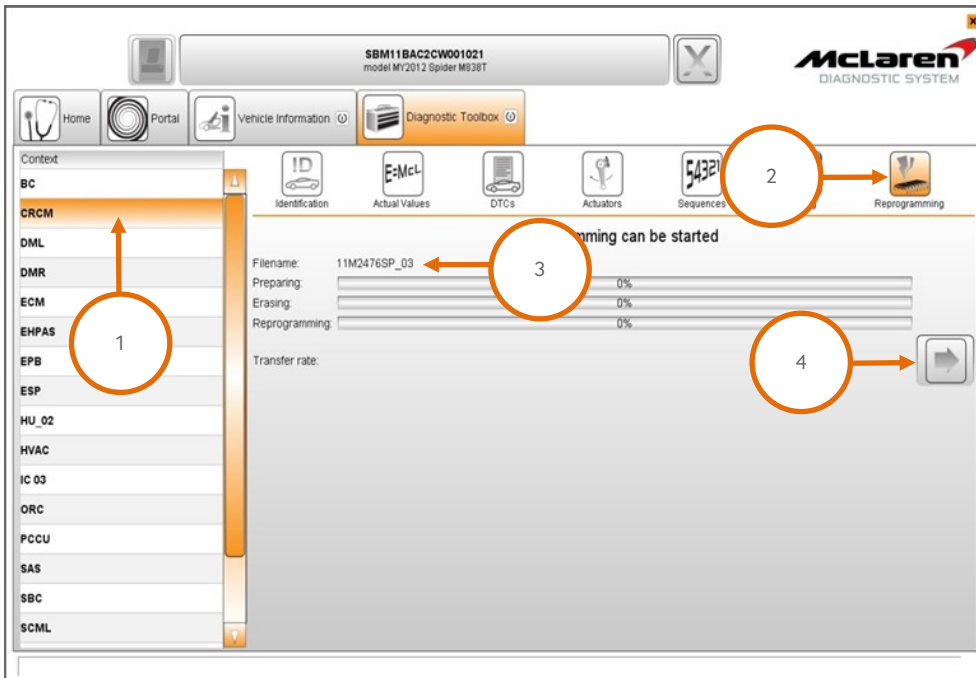 SBM11BAC2CW001021
model MY2012 Spider M838T
McLaren
DIAGNOSTIC SYSTEM
Home
Portal
Vehicle Information
Diagnostic Toolbox
Context
BC
CRCM
DML
DMR
ECM
EHPAS
EPB
ESP
HU_02
HVAC
IC 03
ORC
PCCU
SAS
SBC
SCML
ID
Identification
E=McL
Actual Values
DTCs
Actuators
54321
Sequences
Reprogramming
mming can be started
Filename: 11M2476SP_03
Preparing: 0%
Erasing: 0%
Reprogramming: 0%
Transfer rate:
1
2
3
4